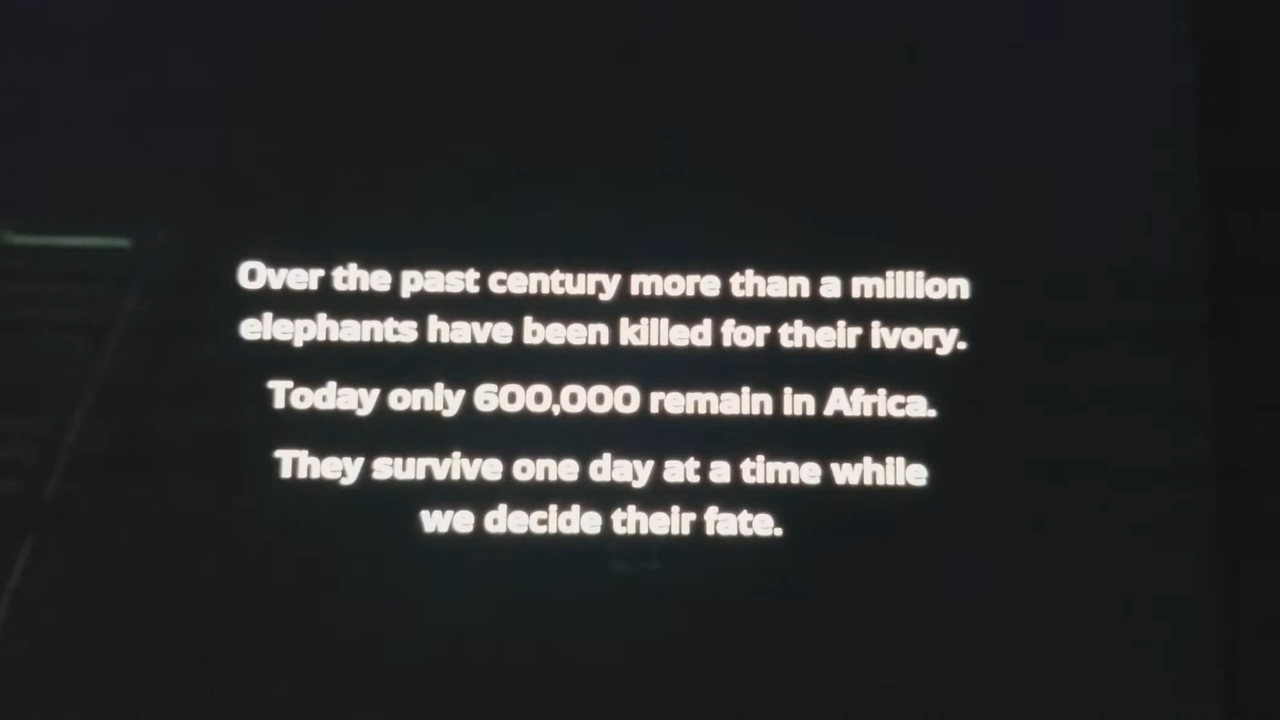 Over the past century more than a million
elephants have been killed for their ivory.
Today only 600,000 remain in Africa.
They survive one day at a time while
we decide their fate.